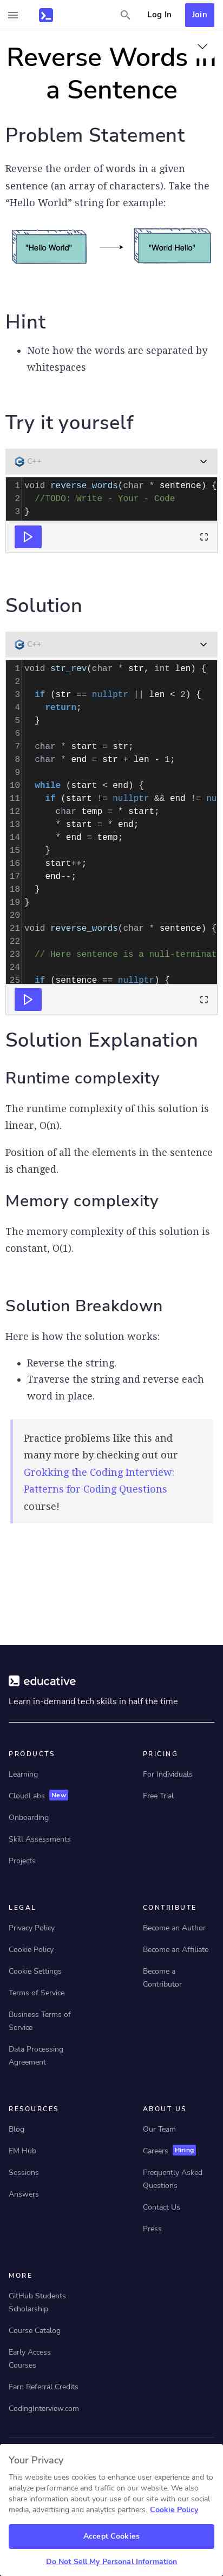 Log In
Join
Reverse Words in
a Sentence
Problem Statement
Reverse the order of words in a given
sentence (an array of characters). Take the
“Hello World” string for example:
"Hello World"
"World Hello"
Hint
Note how the words are separated by
whitespaces
Try it yourself
C++
1 void reverse_words(char * sentence) {
2 //TODO: Write - Your - Code
3 }
Solution
C++
1 void str_rev(char * str, int len) {
2
3 if (str == nullptr || len < 2) {
4 return;
5 }
6
7 char * start = str;
8 char * end = str + len - 1;
9
10 while (start < end) {
11 if (start != nullptr && end != nu
12 char temp = * start;
13 * start = * end;
14 * end = temp;
15 }
16 start++;
17 end--;
18 }
19 }
20
21 void reverse_words(char * sentence) {
22
23 // Here sentence is a null-terminat
24
25 if (sentence == nullptr) {
Solution Explanation
Runtime complexity
The runtime complexity of this solution is
linear, O(n).
Position of all the elements in the sentence
is changed.
Memory complexity
The memory complexity of this solution is
constant, O(1).
Solution Breakdown
Here is how the solution works:
Reverse the string.
Traverse the string and reverse each
word in place.
Practice problems like this and
many more by checking out our
Grokking the Coding Interview:
Patterns for Coding Questions
course!
educative
Learn in-demand tech skills in half the time
PRODUCTS
Learning
CloudLabs New
Onboarding
Skill Assessments
Projects
PRICING
For Individuals
Free Trial
LEGAL
Privacy Policy
Cookie Policy
Cookie Settings
Terms of Service
Business Terms of
Service
Data Processing
Agreement
CONTRIBUTE
Become an Author
Become an Affiliate
Become a
Contributor
RESOURCES
Blog
EM Hub
Sessions
Answers
ABOUT US
Our Team
Careers Hiring
Frequently Asked
Questions
Contact Us
Press
MORE
GitHub Students
Scholarship
Course Catalog
Early Access
Courses
Earn Referral Credits
CodingInterview.com
Your Privacy
This website uses cookies to enhance user experience and to
analyze performance and traffic on our website. We also
share information about your use of our site with our social
media, advertising and analytics partners. Cookie Policy
Accept Cookies
Do Not Sell My Personal Information